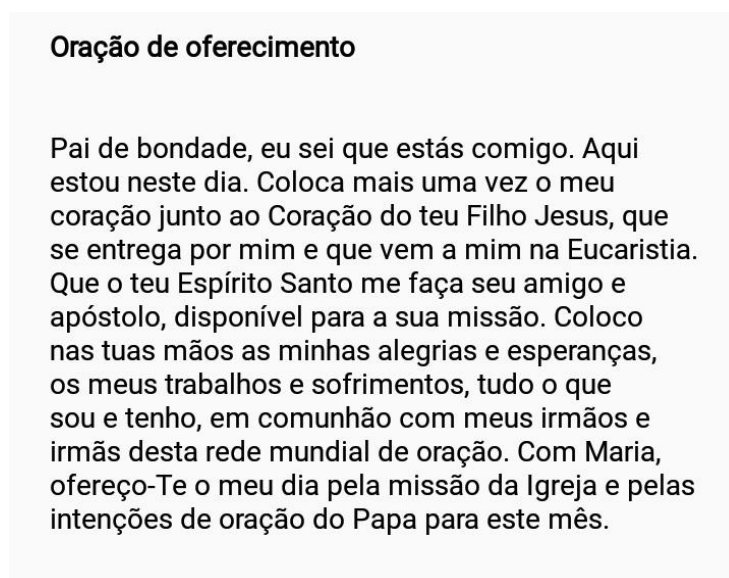 Oração de oferecimento
Pai de bondade, eu sei que estás comigo. Aqui
estou neste dia. Coloca mais uma vez o meu
coração junto ao Coração do teu Filho Jesus, que
se entrega por mim e que vem a mim na Eucaristia.
Que o teu Espírito Santo me faça seu amigo e
apóstolo, disponível para a sua missão. Coloco
nas tuas mãos as minhas alegrias e esperanças,
os meus trabalhos e sofrimentos, tudo o que
sou e tenho, em comunhão com meus irmãos e
irmãs desta rede mundial de oração. Com Maria,
ofereço-Te o meu dia pela missão da Igreja e pelas
intenções de oração do Papa para este mês.